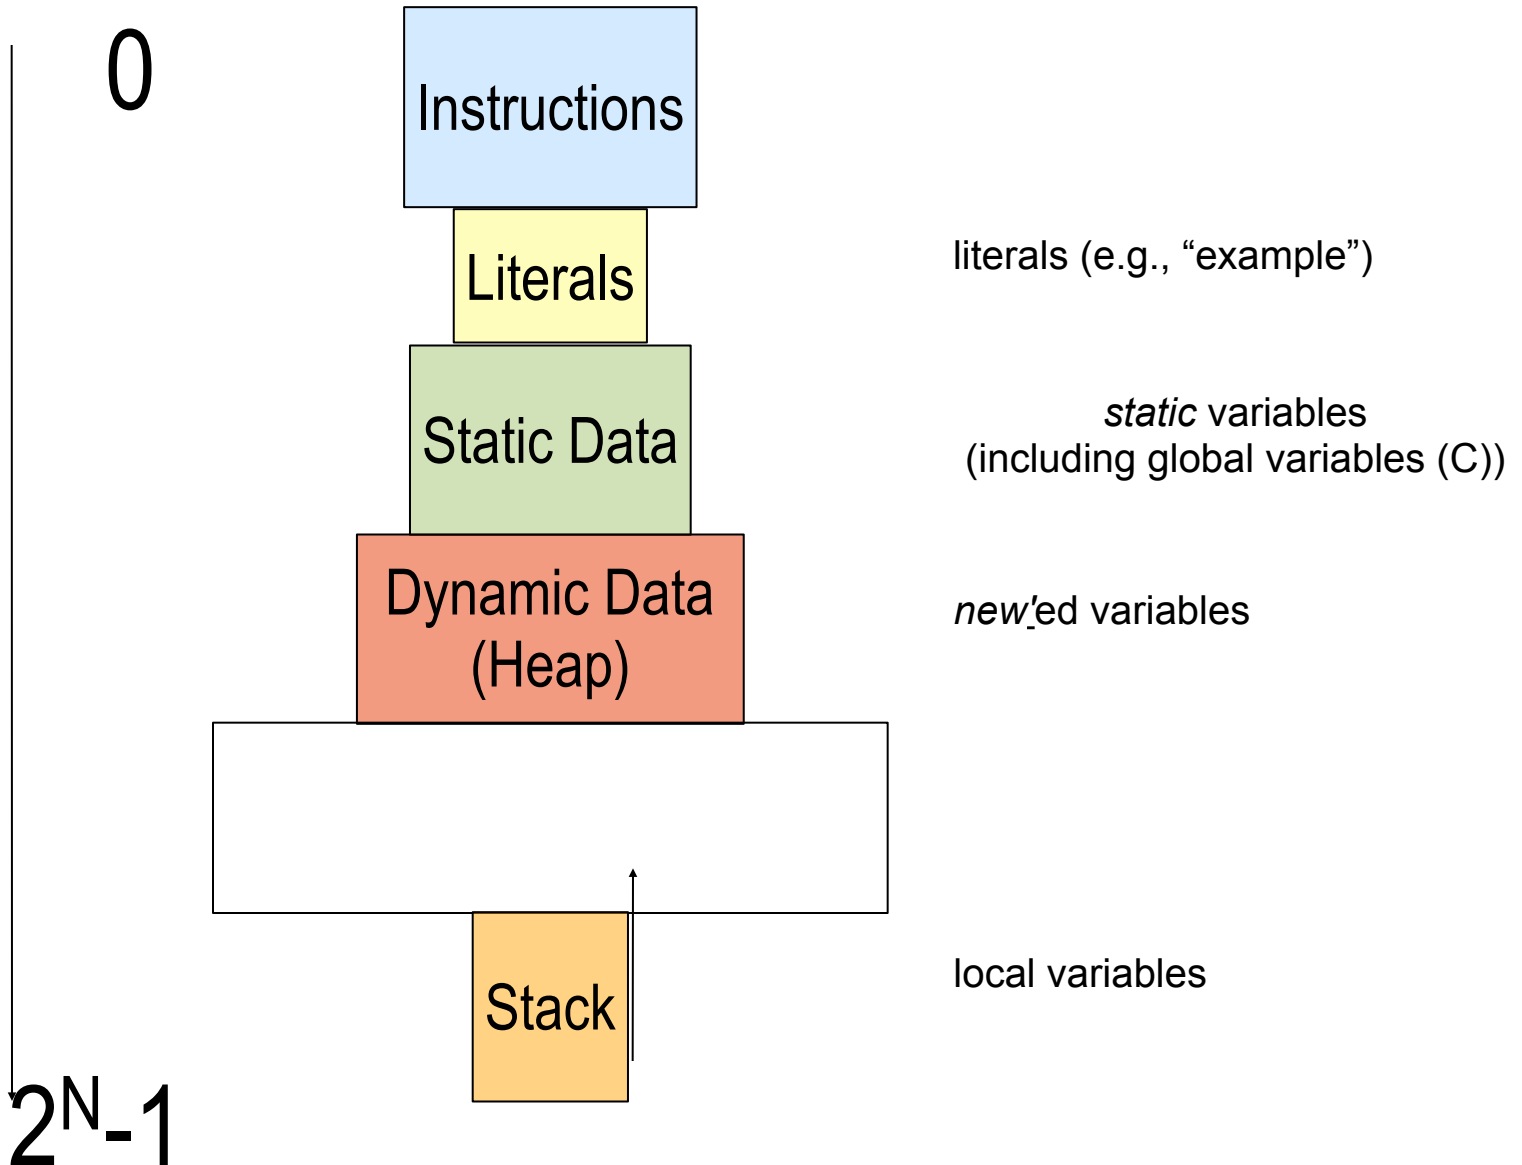 0
Instructions
Literals
literals (e.g., “example”)
Static Data
static variables
(including global variables (C))
Dynamic Data
(Heap)
new'ed variables
Stack
local variables
2ᴺ-1